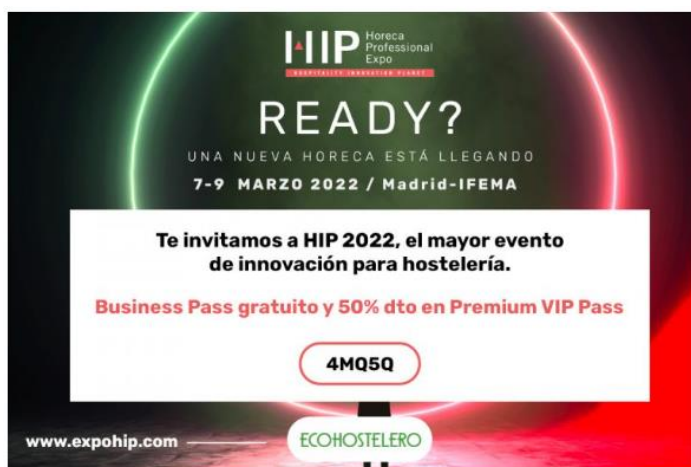 HIP
Horeca
Professional
Expo
HOSPITALITY INNOVATION PLANET
READY?
UNA NUEVA HORECA ESTÁ LLEGANDO
7-9 MARZO 2022 / Madrid-IFEMA
Te invitamos a HIP 2022, el mayor evento
de innovación para hostelería.
Business Pass gratuito y 50% dto en Premium VIP Pass
4MQ5Q
www.expohip.com
ECOHOSTELERO